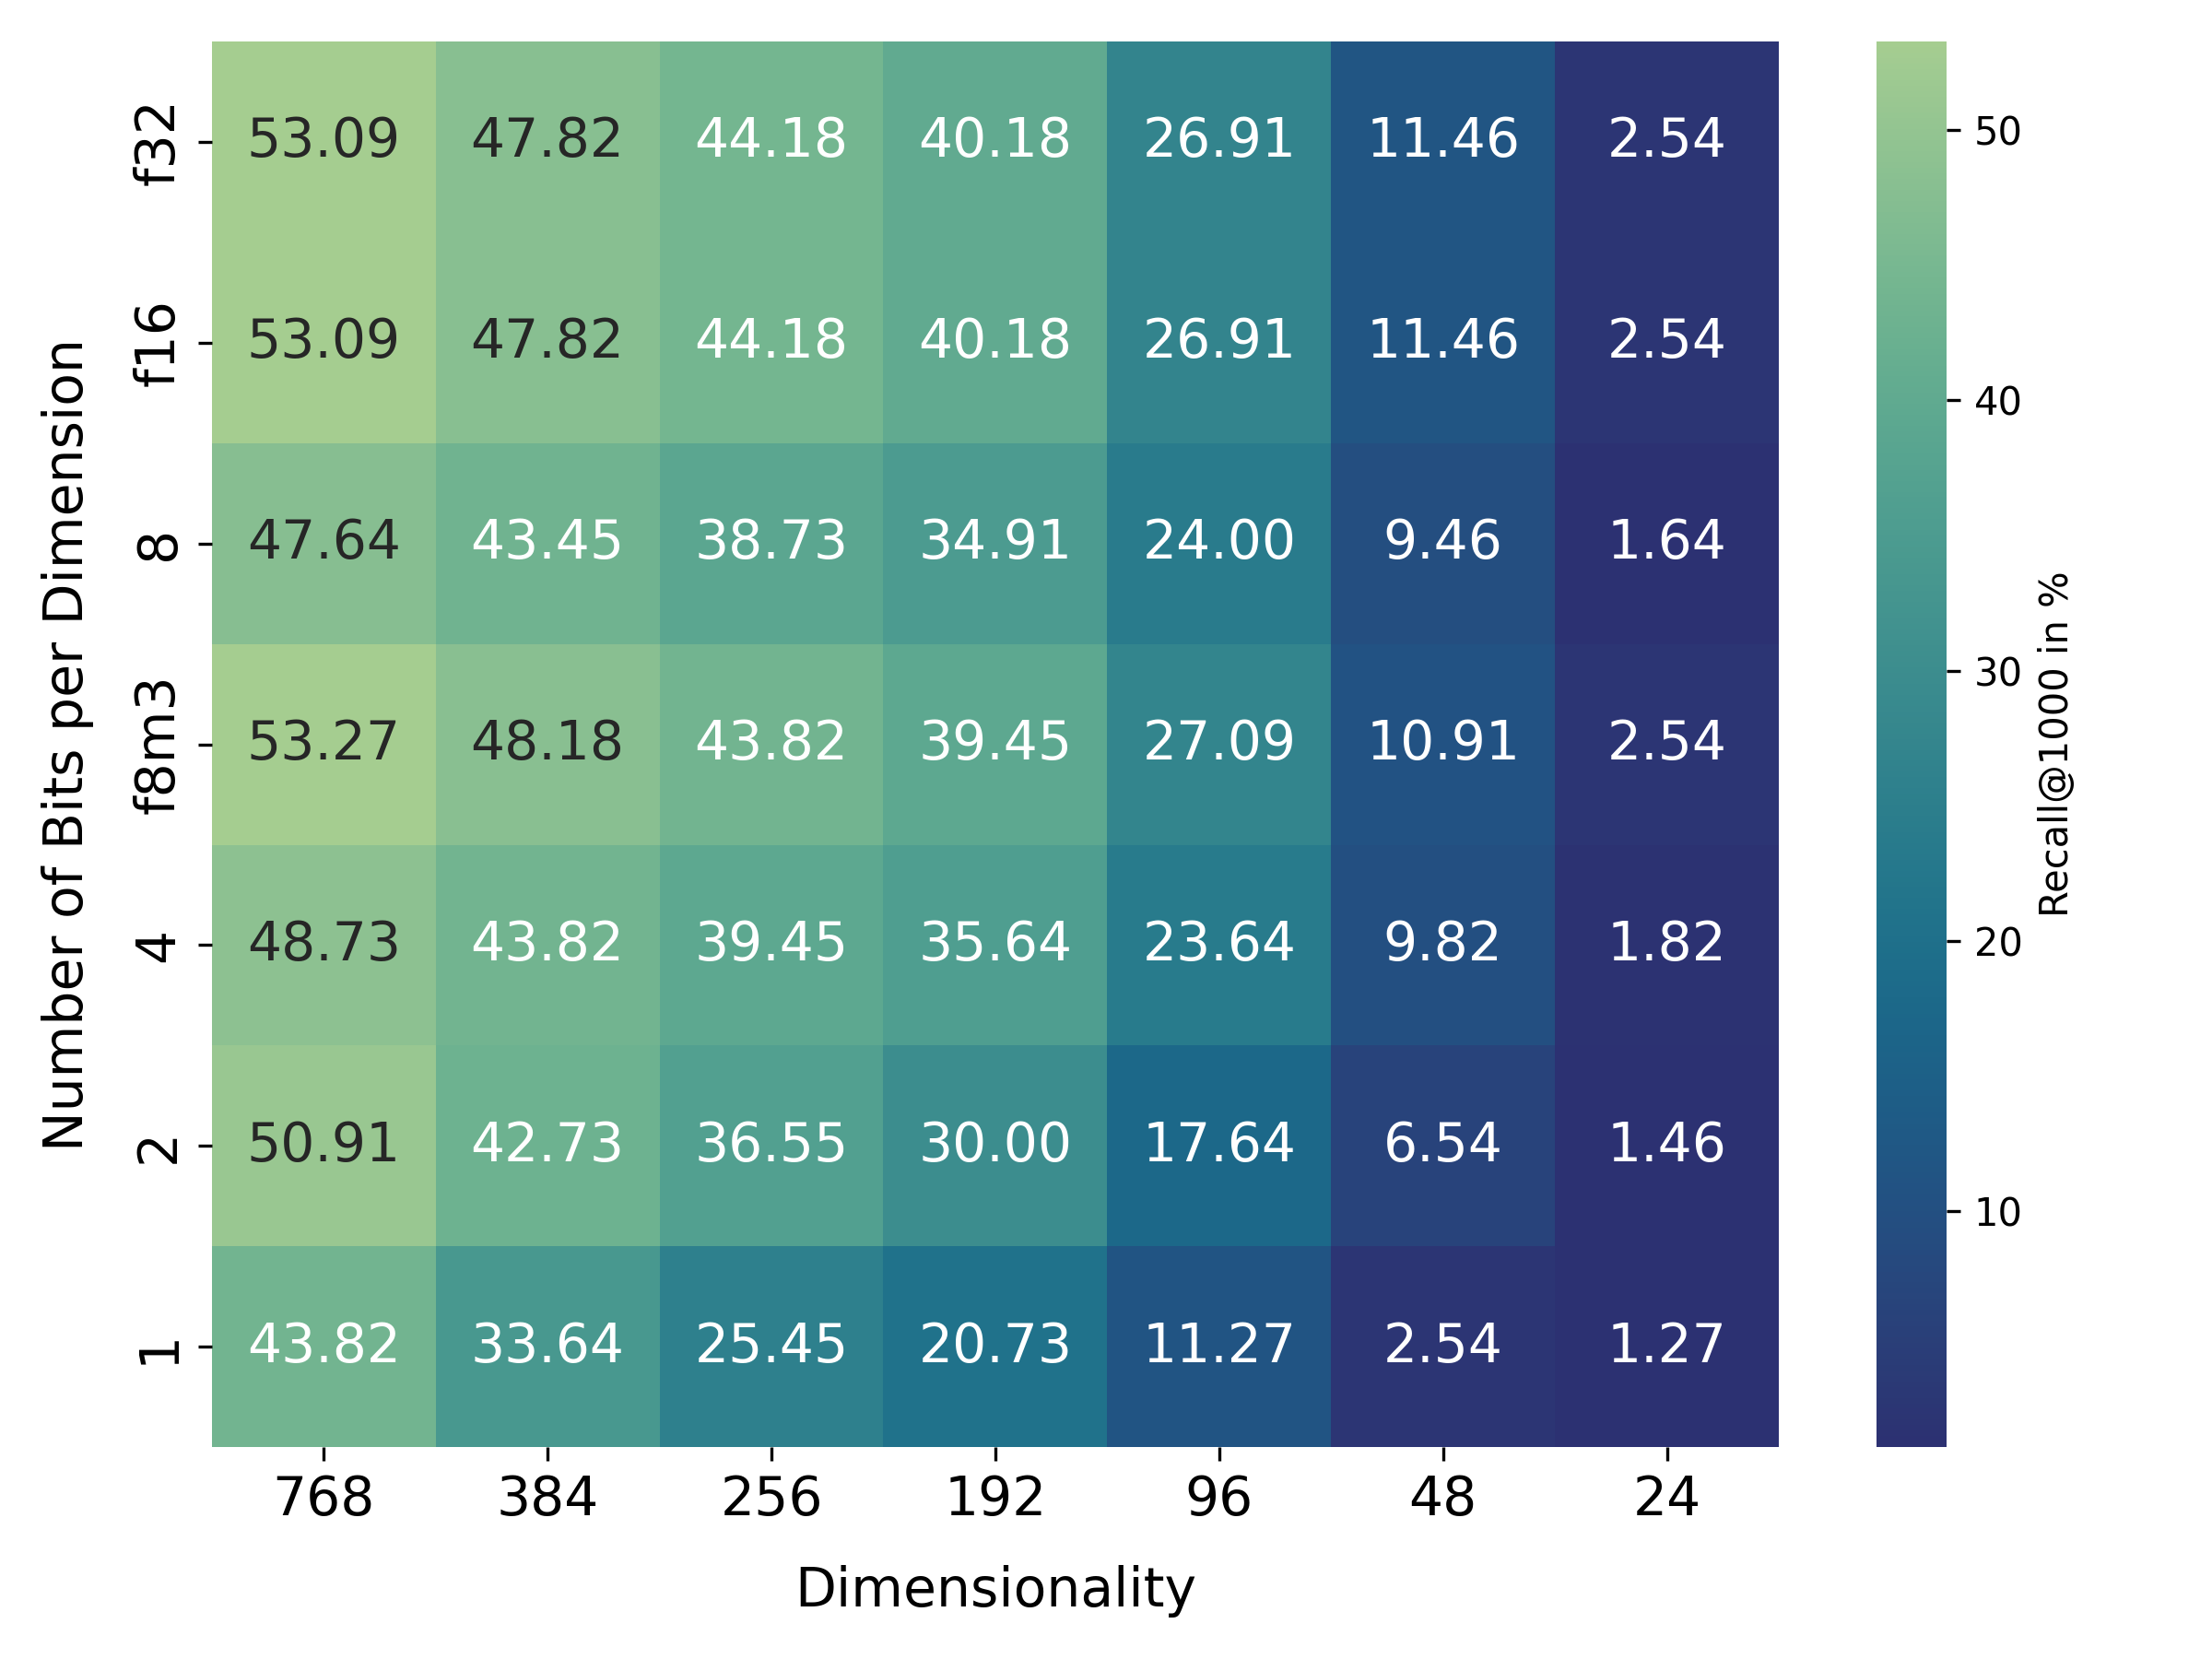 Number of Bits per Dimension
f32 53.09 47.82 44.18 40.18 26.91 11.46 2.54
f16 53.09 47.82 44.18 40.18 26.91 11.46 2.54
8 47.64 43.45 38.73 34.91 24.00 9.46 1.64
f8m3 53.27 48.18 43.82 39.45 27.09 10.91 2.54
4 48.73 43.82 39.45 35.64 23.64 9.82 1.82
2 50.91 42.73 36.55 30.00 17.64 6.54 1.46
1 43.82 33.64 25.45 20.73 11.27 2.54 1.27
768 384 256 192 96 48 24
Dimensionality
50
40
30
20
10
Recall@1000 in %